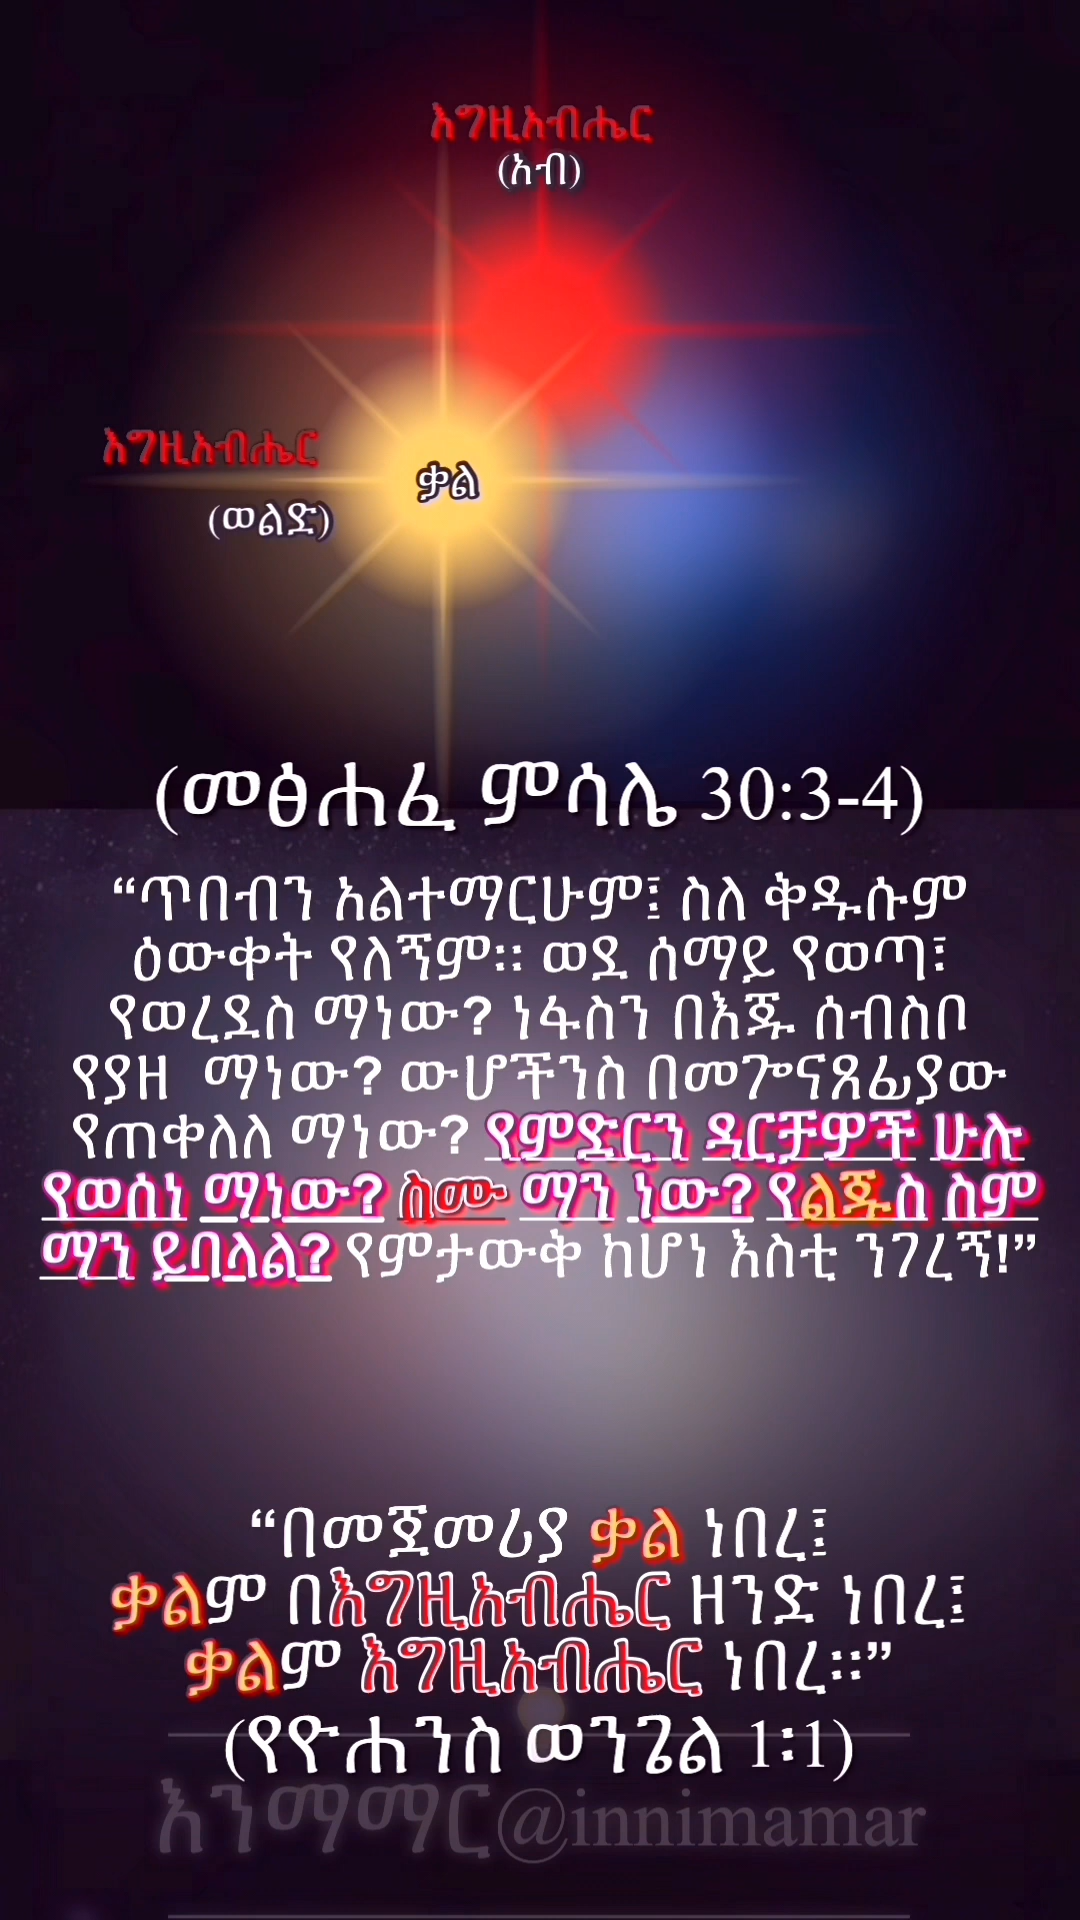 እግዚአብሔር
(አብ)
እግዚአብሔር
(ወልድ)
ቃል
(መፅሐፈ ምሳሌ 30:3-4)
“ጥበብን አልተማርሁም፤ ስለ ቅዱሱም
ዕውቀት የለኝም። ወደ ሰማይ የወጣ፣
የወረደስ ማነው? ነፋስን በእጁ ሰብስቦ
የያዘ ማነው? ውሆችንስ በመጐናጸፊያው
የጠቀለለ ማነው? የምድርን ዳርቻዎች ሁሉ
የወሰነ ማነው? ስሙ ማን ነው? የልጁስ ስም
ማን ይባላል? የምታውቅ ከሆነ እስቲ ንገረኝ!”
“በመጀመሪያ ቃል ነበረ፤
ቃልም በእግዚአብሔር ዘንድ ነበረ፤
ቃልም እግዚአብሔር ነበረ።”
(የዮሐንስ ወንጌል 1፡1)
እንማማር@innimamar